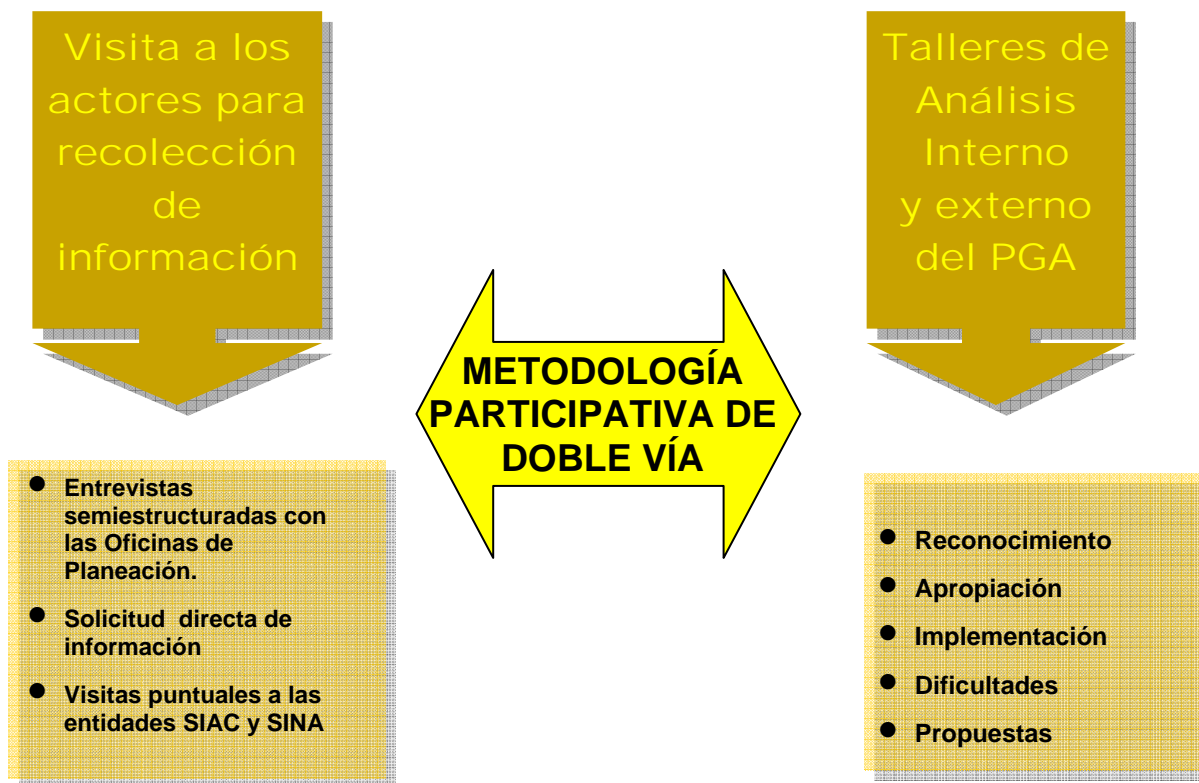 Visita a los
actores para
recolección
de
información
Entrevistas
semiestructuradas con
las Oficinas de
Planeación.
Solicitud directa de
información
Visitas puntuales a las
entidades SIAC y SINA
METODOLOGÍA
PARTICIPATIVA DE
DOBLE VÍA
Talleres de
Análisis
Interno
y externo
del PGA
Reconocimiento
Apropiación
Implementación
Dificultades
Propuestas